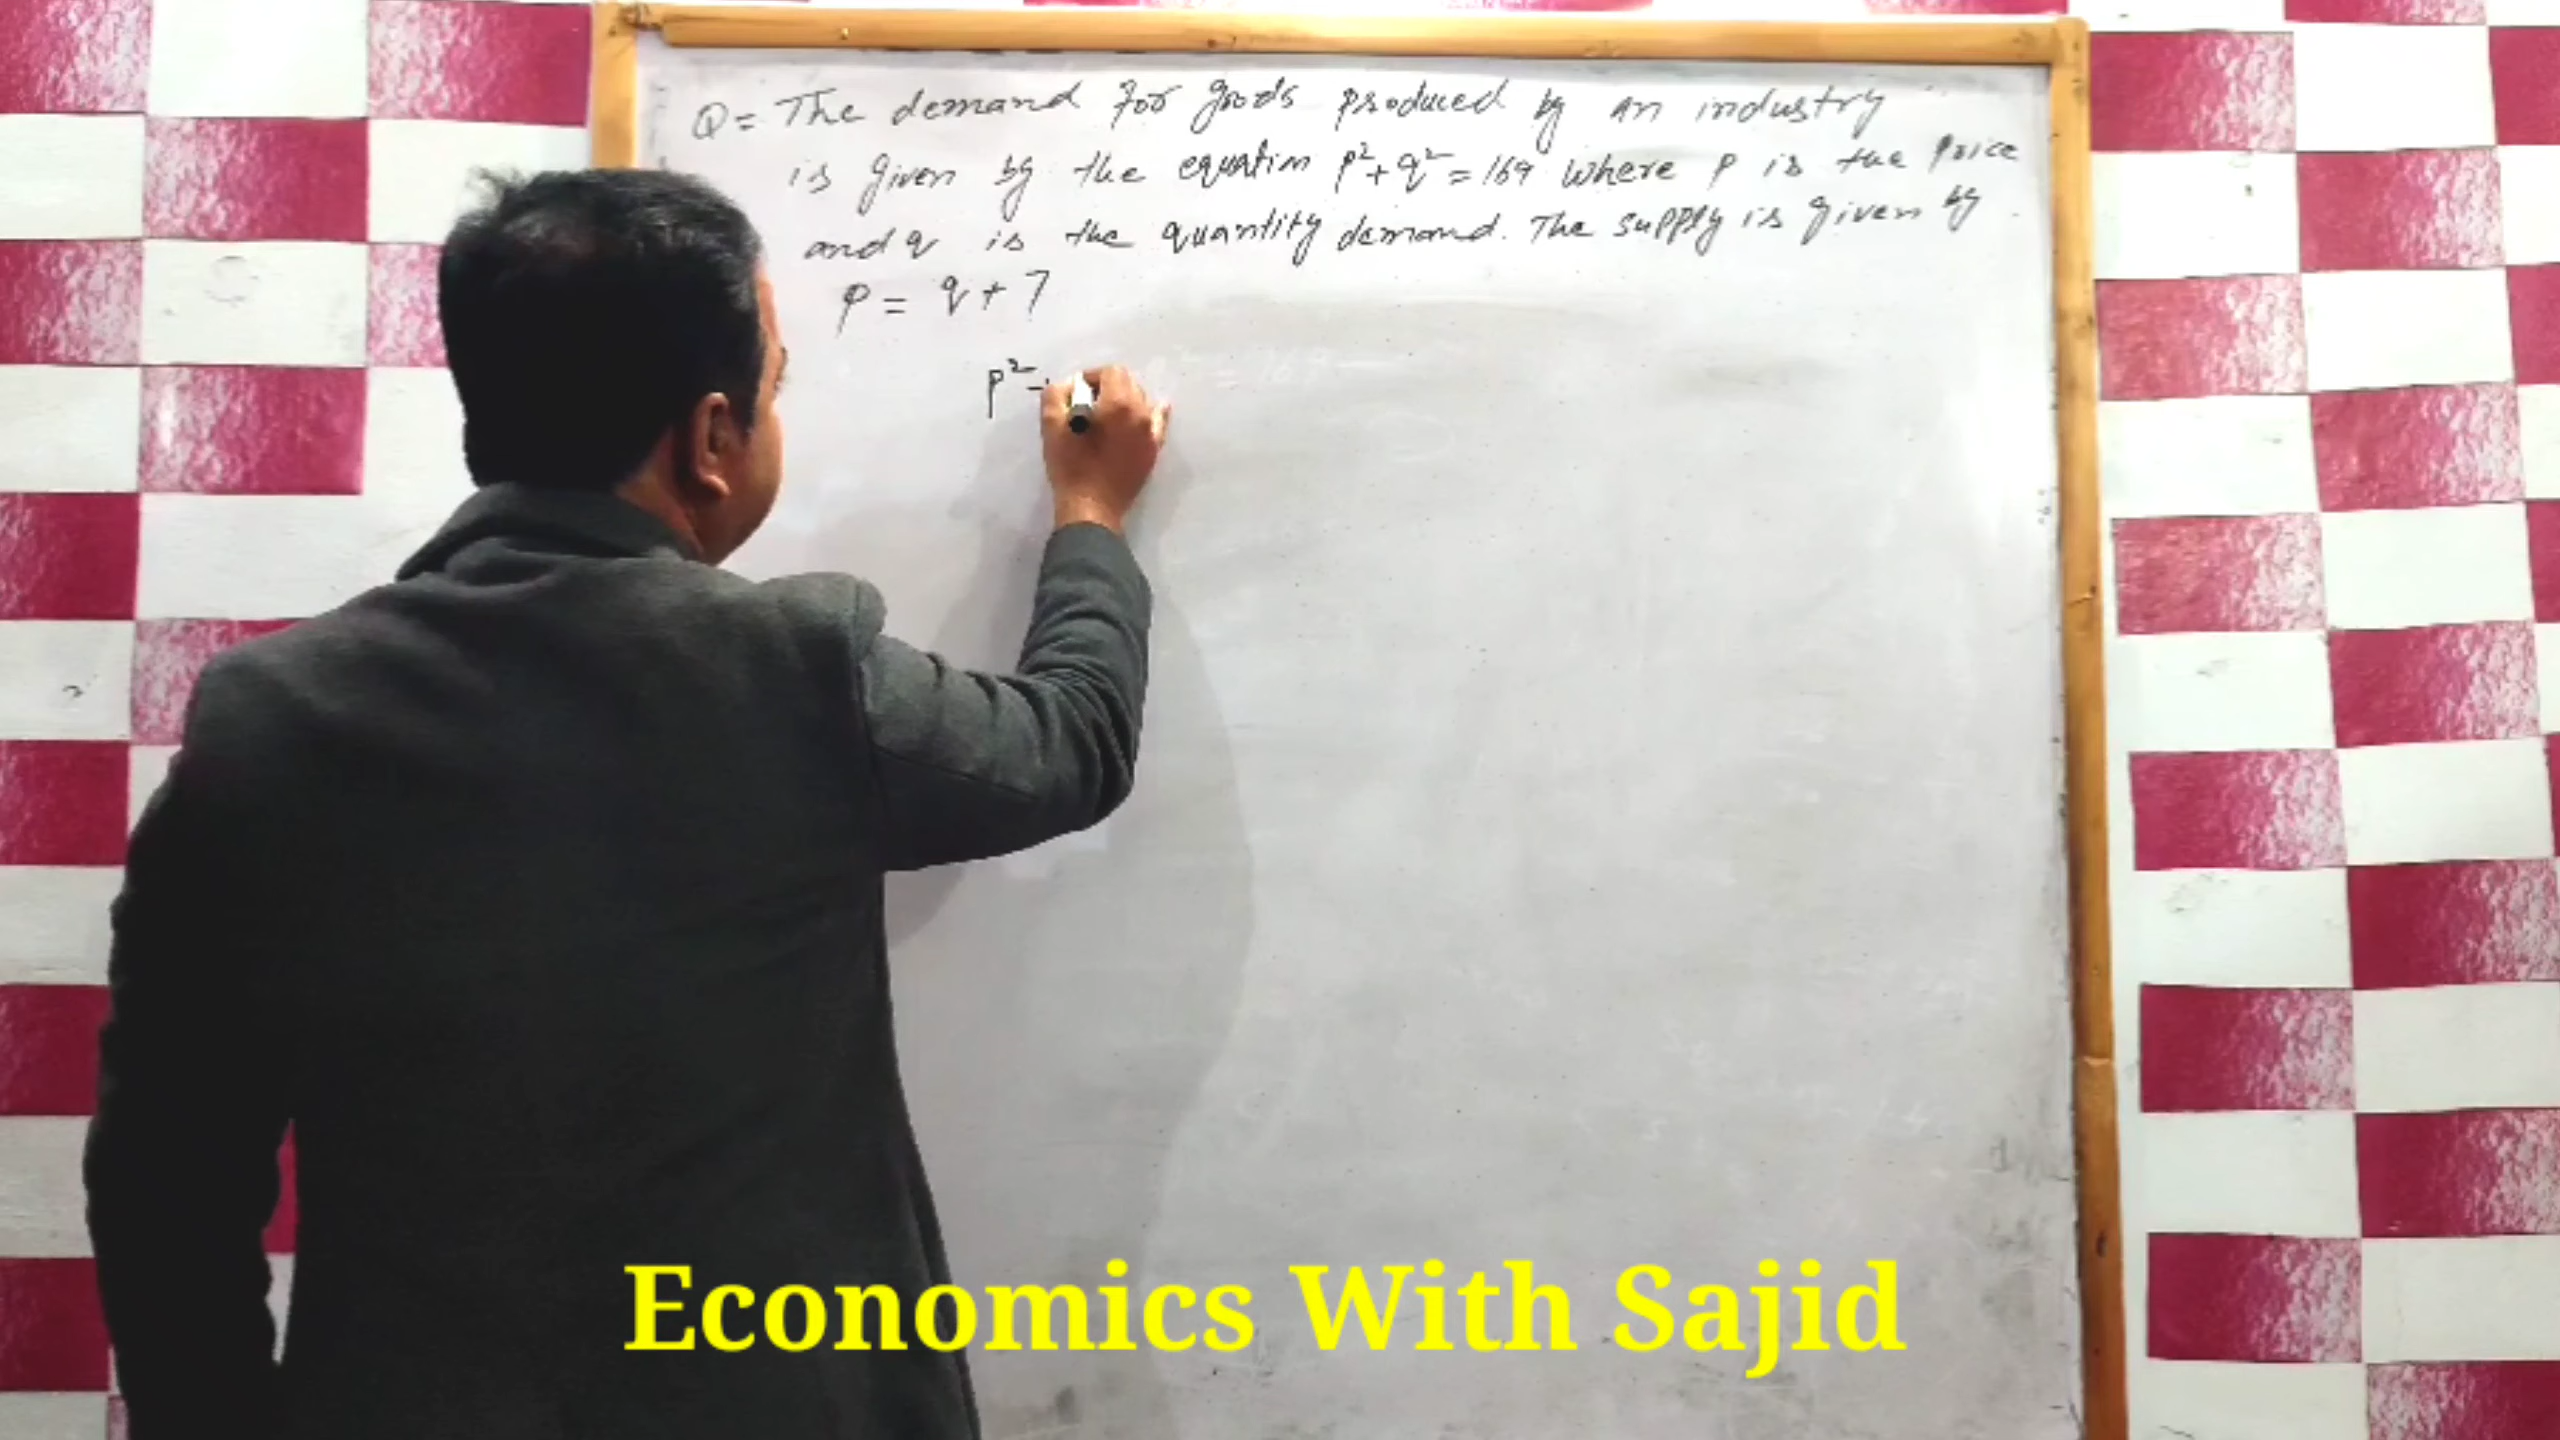 Q = The demand for goods produced by an industry
is given by the equation p² + q² = 169 where p is the price
and q is the quantity demand. The supply is given by
p = q + 7
p² +
Economics With Sajid